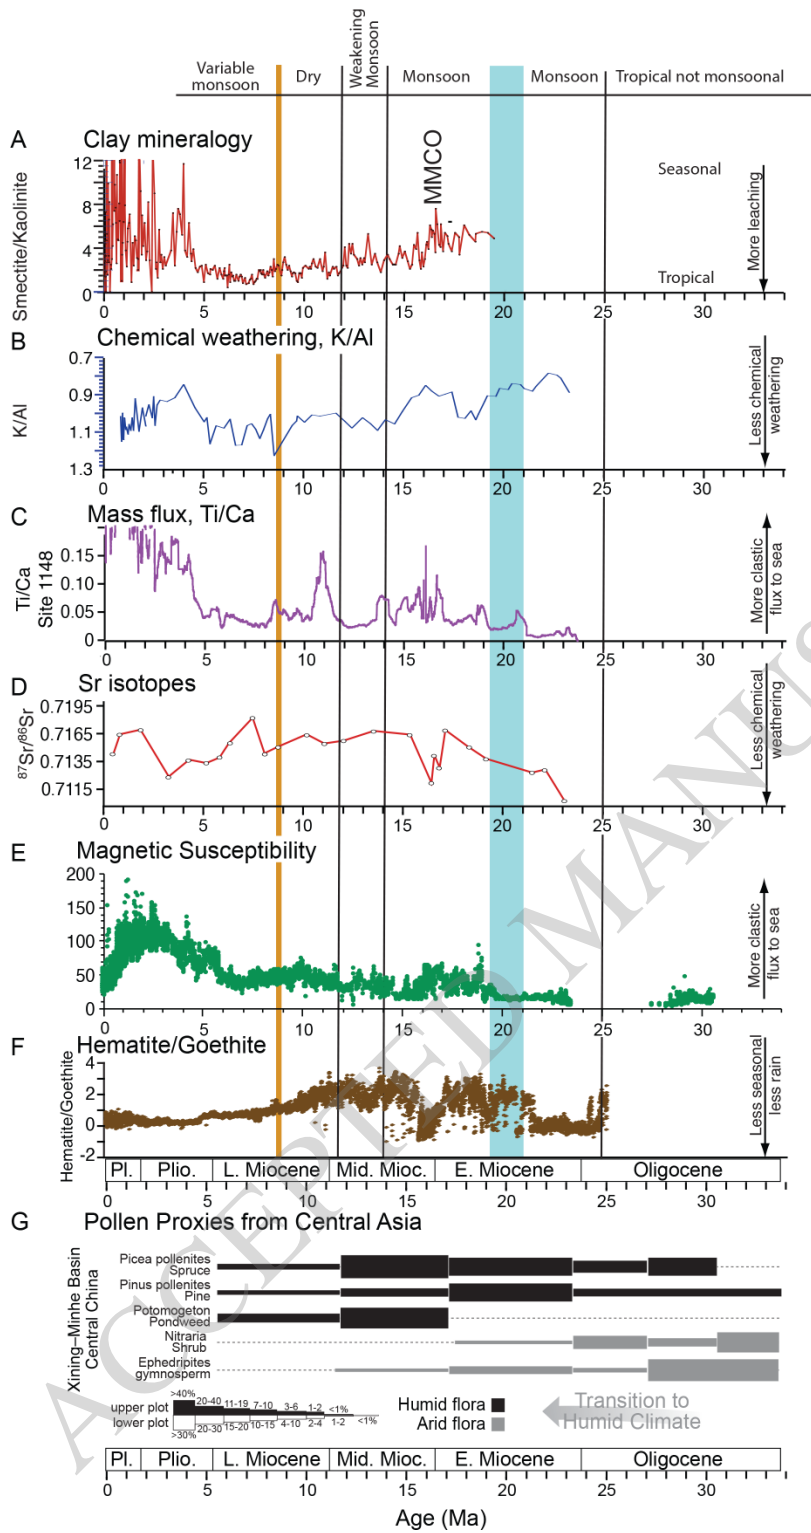 Variable
monsoon
Dry
Weakening
Monsoon
Monsoon
Monsoon
Tropical not monsoonal
A
Clay mineralogy
12
8
4
0
Smectite/Kaolinite
MMCO
Seasonal
Tropical
More leaching
0 5 10 15 20 25 30
B
Chemical weathering, K/Al
0.7
0.9
1.1
1.3
K/Al
Less chemical
weathering
0 5 10 15 20 25 30
C
Mass flux, Ti/Ca
0.15
0.10
0.05
0
Ti/Ca
Site 1148
More clastic
flux to sea
0 5 10 15 20 25 30
D
Sr isotopes
0.7195
0.7165
0.7135
0.7115
87Sr/86Sr
Less chemical
weathering
0 5 10 15 20 25 30
E
Magnetic Susceptibility
200
150
100
50
0
More clastic
flux to sea
0 5 10 15 20 25 30
F
Hematite/Goethite
4
2
0
-2
Hematite/Goethite
Less seasonal
less rain
Pl. Plio. L. Miocene Mid. Mioc. E. Miocene Oligocene
0 5 10 15 20 25 30
G
Pollen Proxies from Central Asia
Xining–Minhe Basin
Central China
Picea pollenites
Spruce
Pinus pollenites
Pine
Potomogeton
Pondweed
Nitraria
Shrub
Ephedripites
gymnosperm
>40% 20-40 11-19 7-10 3-6 1-2 <1%
upper plot
lower plot
>30% 20-30 15-20 10-15 4-10 2-4 1-2 <1%
Humid flora
Arid flora
Transition to
Humid Climate
Pl. Plio. L. Miocene Mid. Mioc. E. Miocene Oligocene
0 5 10 15 20 25 30
Age (Ma)
ACCEPTED MANUS